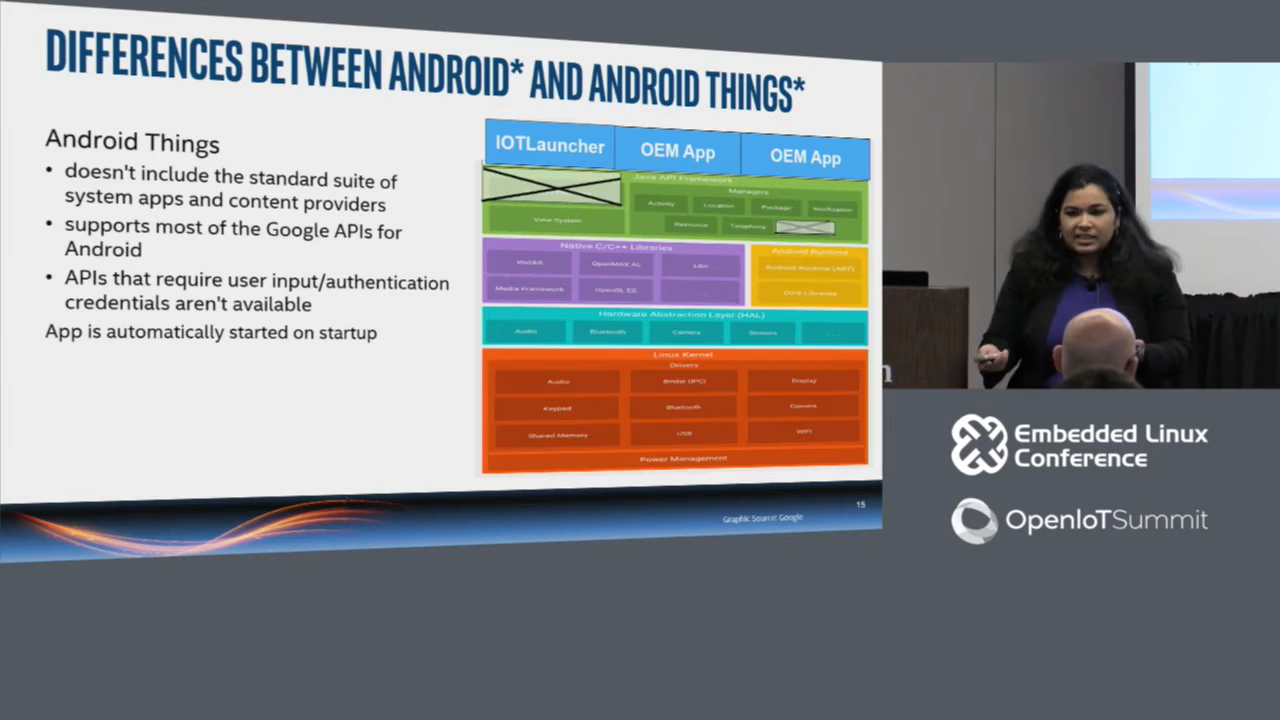 DIFFERENCES BETWEEN ANDROID* AND ANDROID THINGS*
Android Things
• doesn't include the standard suite of
system apps and content providers
• supports most of the Google APIs for
Android
• APIs that require user input/authentication
credentials aren't available
App is automatically started on startup
IOTLauncher
OEM App
OEM App
Java API Framework
View System
Managers
Activity
Location
Package
Notification
Resource
Telephony
Native C/C++ Libraries
Webkit
OpenMAX AL
Libc
Media Framework
OpenGL ES
Android Runtime
Android Runtime (ART)
Core Libraries
Hardware Abstraction Layer (HAL)
Audio
Bluetooth
Camera
Sensors
Linux Kernel
Drivers
Audio
Binder (IPC)
Display
Keypad
Bluetooth
Camera
Shared Memory
USB
WIFI
Power Management
Graphic Source: Google
15
n
Embedded Linux
Conference
OpenIoTSummit